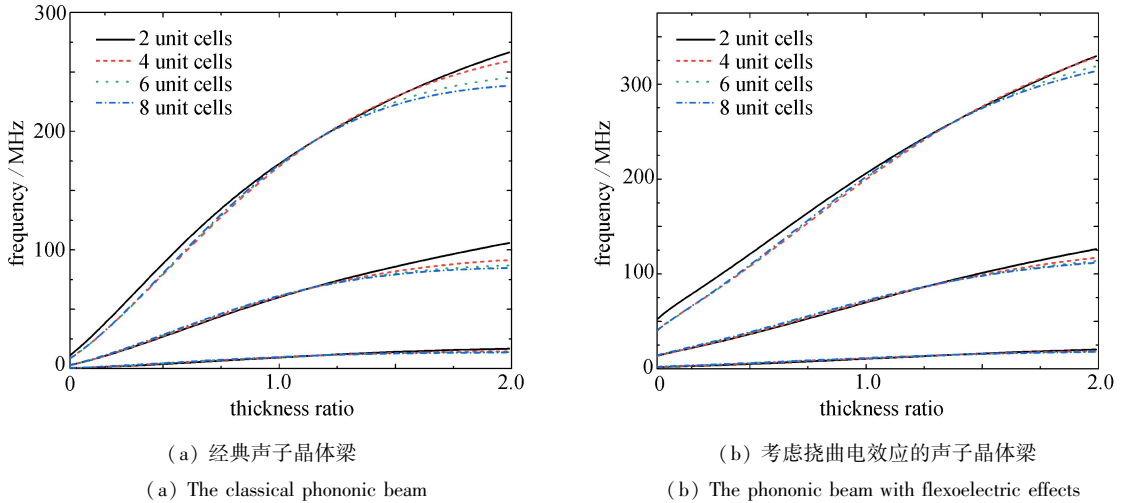 300
200
100
0
0
1.0
2.0
frequency / MHz
thickness ratio
2 unit cells
4 unit cells
6 unit cells
8 unit cells
(a) 经典声子晶体梁
(a) The classical phononic beam
300
200
100
0
0
1.0
2.0
frequency / MHz
thickness ratio
2 unit cells
4 unit cells
6 unit cells
8 unit cells
(b) 考虑挠曲电效应的声子晶体梁
(b) The phononic beam with flexoelectric effects